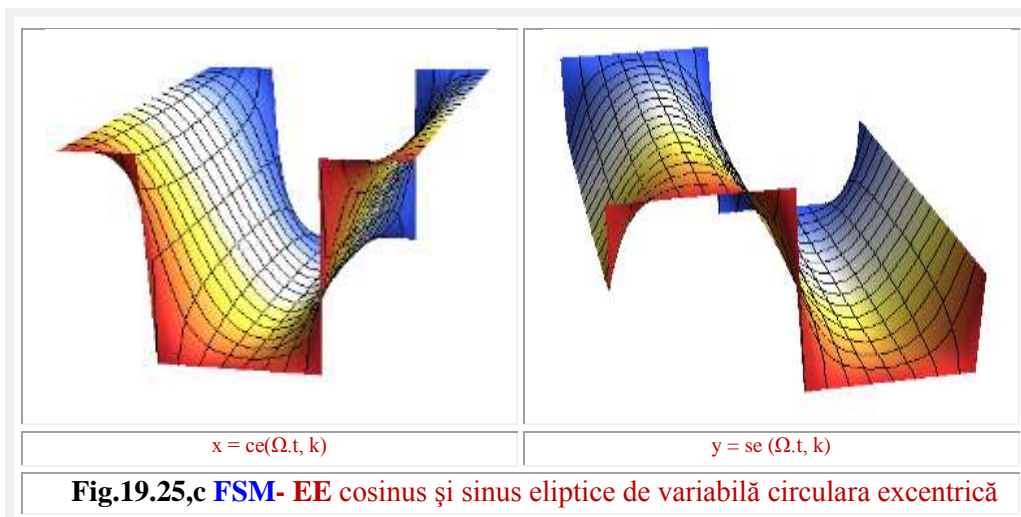 x = ce(Ω.t, k)
y = se (Ω.t, k)
Fig.19.25,c FSM- EE cosinus şi sinus eliptice de variabilă circulara excentrică